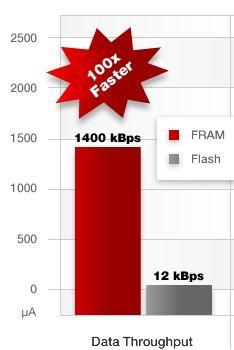 2500
2000
1500
1000
500
0
µA
100x
Faster
1400 kBps
12 kBps
FRAM
Flash
Data Throughput